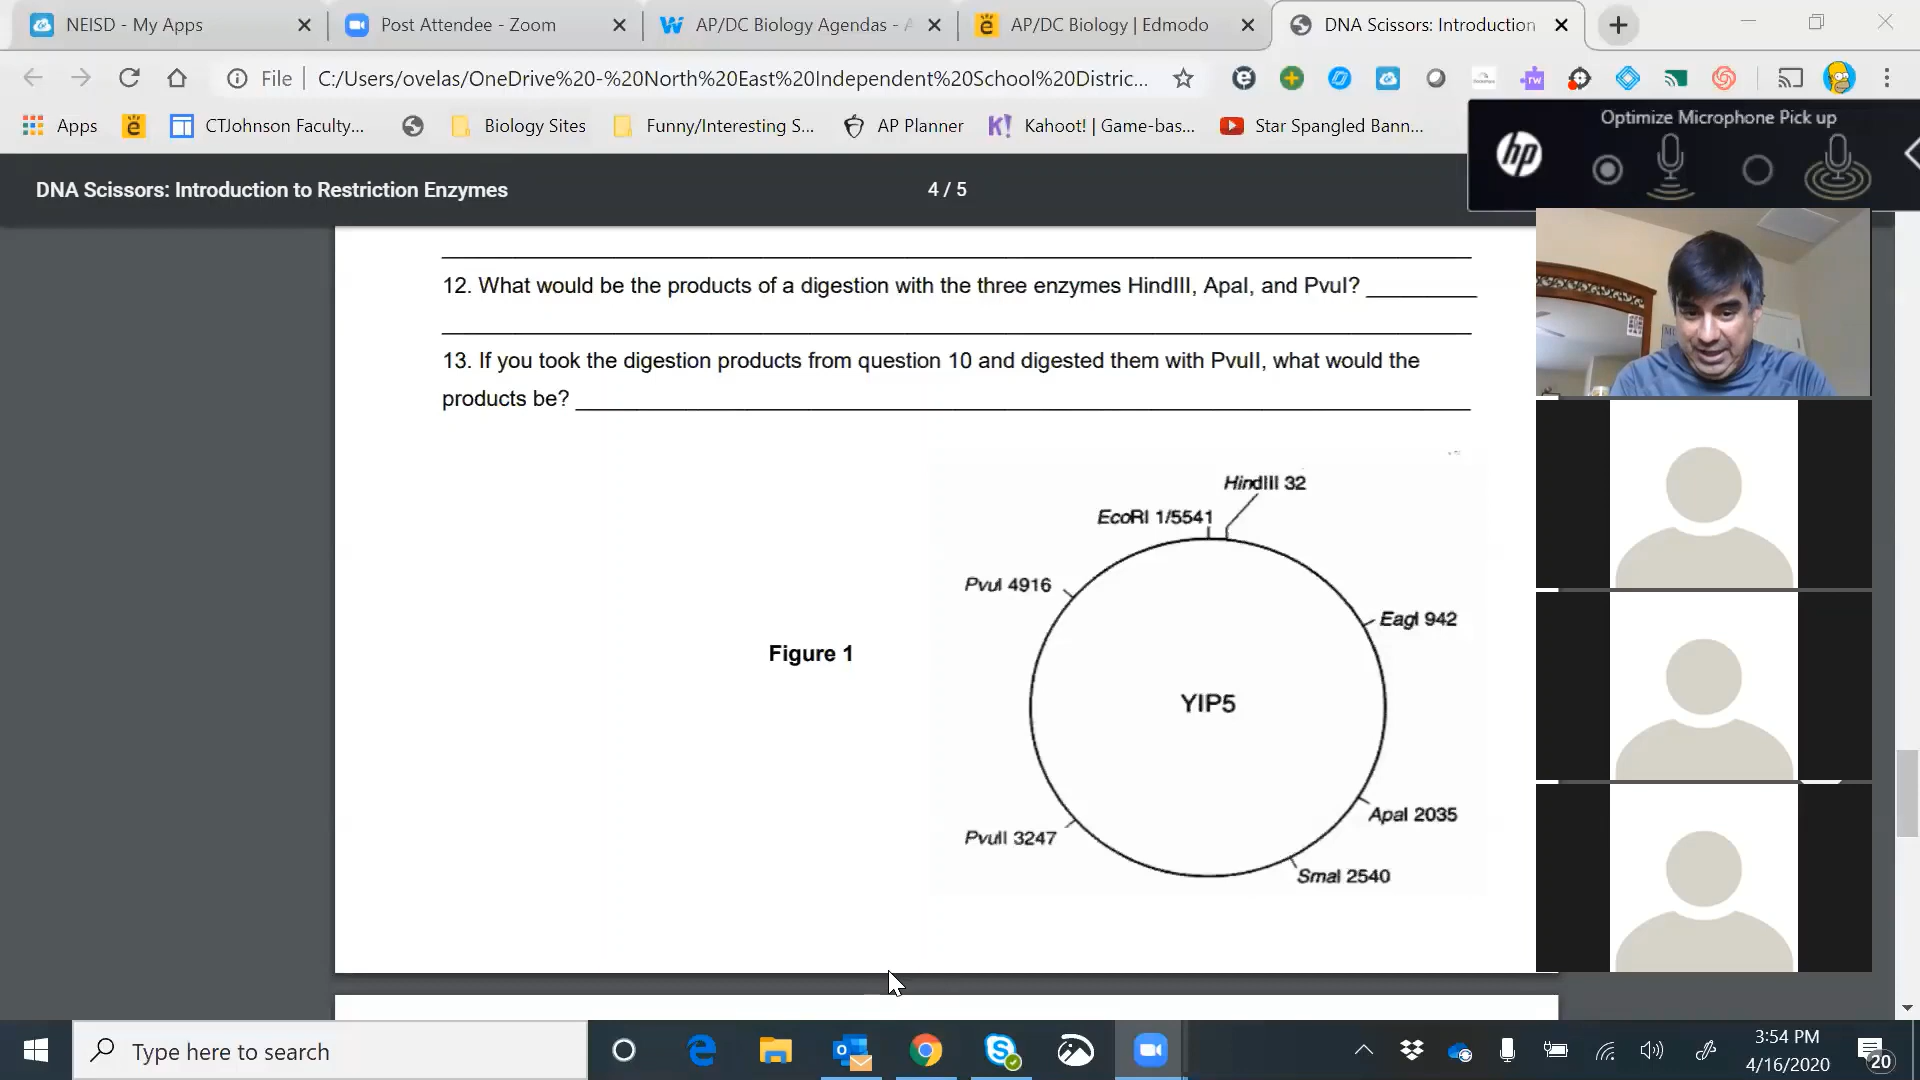 NEISD - My Apps
Post Attendee - Zoom
AP/DC Biology Agendas - A
AP/DC Biology | Edmodo
DNA Scissors: Introduction
File
C:/Users/ovelas/OneDrive%20-%20North%20East%20Independent%20School%20Distric...
Apps
CTJohnson Faculty...
Biology Sites
Funny/Interesting S...
AP Planner
Kahoot! | Game-bas...
Star Spangled Bann...
Optimize Microphone Pick up
hp
DNA Scissors: Introduction to Restriction Enzymes
4 / 5
12. What would be the products of a digestion with the three enzymes HindIII, ApaI, and PvuI? __________
13. If you took the digestion products from question 10 and digested them with PvuII, what would the
products be? __________
HindIII 32
EcoRI 1/5541
PvuI 4916
EagI 942
Figure 1
YIP5
ApaI 2035
PvuII 3247
SmaI 2540
Type here to search
3:54 PM
4/16/2020
20